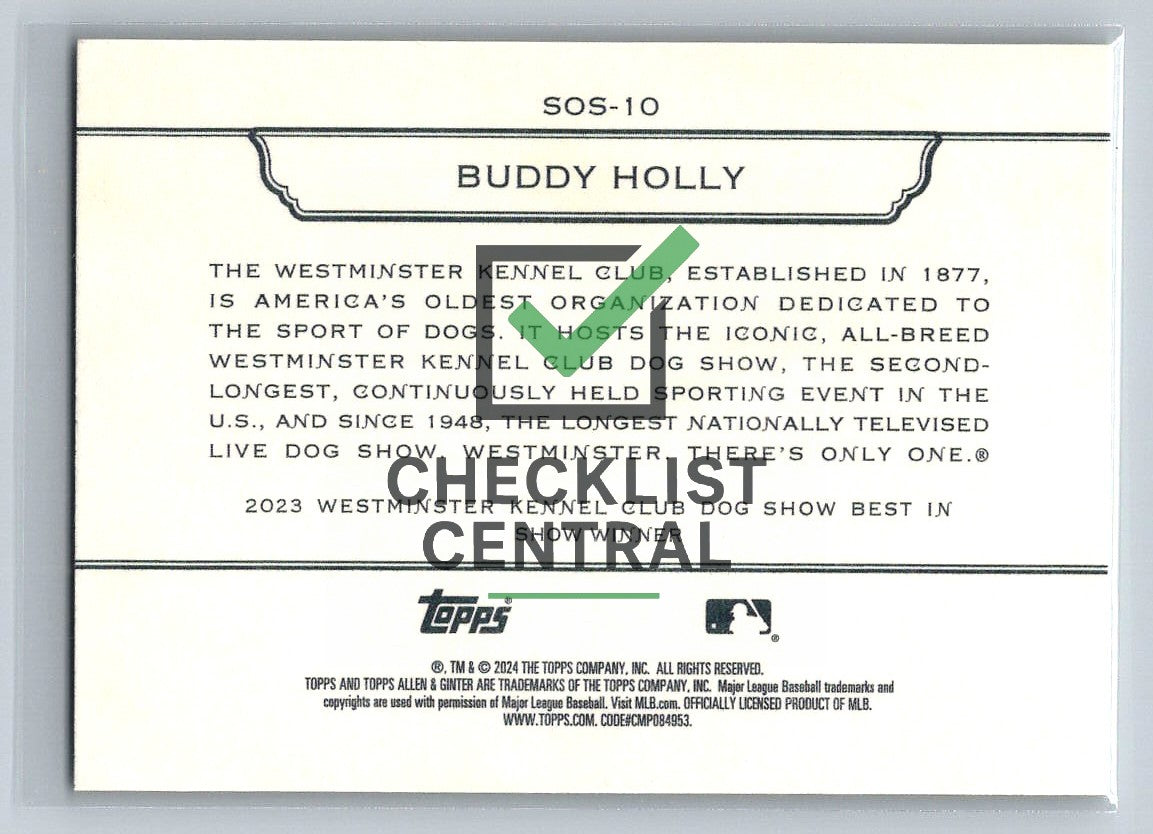 SOS-10
BUDDY HOLLY
THE WESTMINSTER KENNEL CLUB, ESTABLISHED IN 1877,
IS AMERICA'S OLDEST ORGANIZATION DEDICATED TO
THE SPORT OF DOGS. IT HOSTS THE ICONIC, ALL-BREED
WESTMINSTER KENNEL CLUB DOG SHOW, THE SECOND-
LONGEST, CONTINUOUSLY HELD SPORTING EVENT IN THE
U.S., AND SINCE 1948, THE LONGEST NATIONALLY TELEVISED
LIVE DOG SHOW. WESTMINSTER. THERE'S ONLY ONE.®
CHECKLIST
2023 WESTMINSTER KENNEL CLUB DOG SHOW BEST IN
SHOW WINNER
CENTRAL
topps®
®
®, TM & © 2024 THE TOPPS COMPANY, INC. ALL RIGHTS RESERVED.
TOPPS AND TOPPS ALLEN & GINTER ARE TRADEMARKS OF THE TOPPS COMPANY, INC. Major League Baseball trademarks and
copyrights are used with permission of Major League Baseball. Visit MLB.com. OFFICIALLY LICENSED PRODUCT OF MLB.
WWW.TOPPS.COM. CODE#CMP084953.